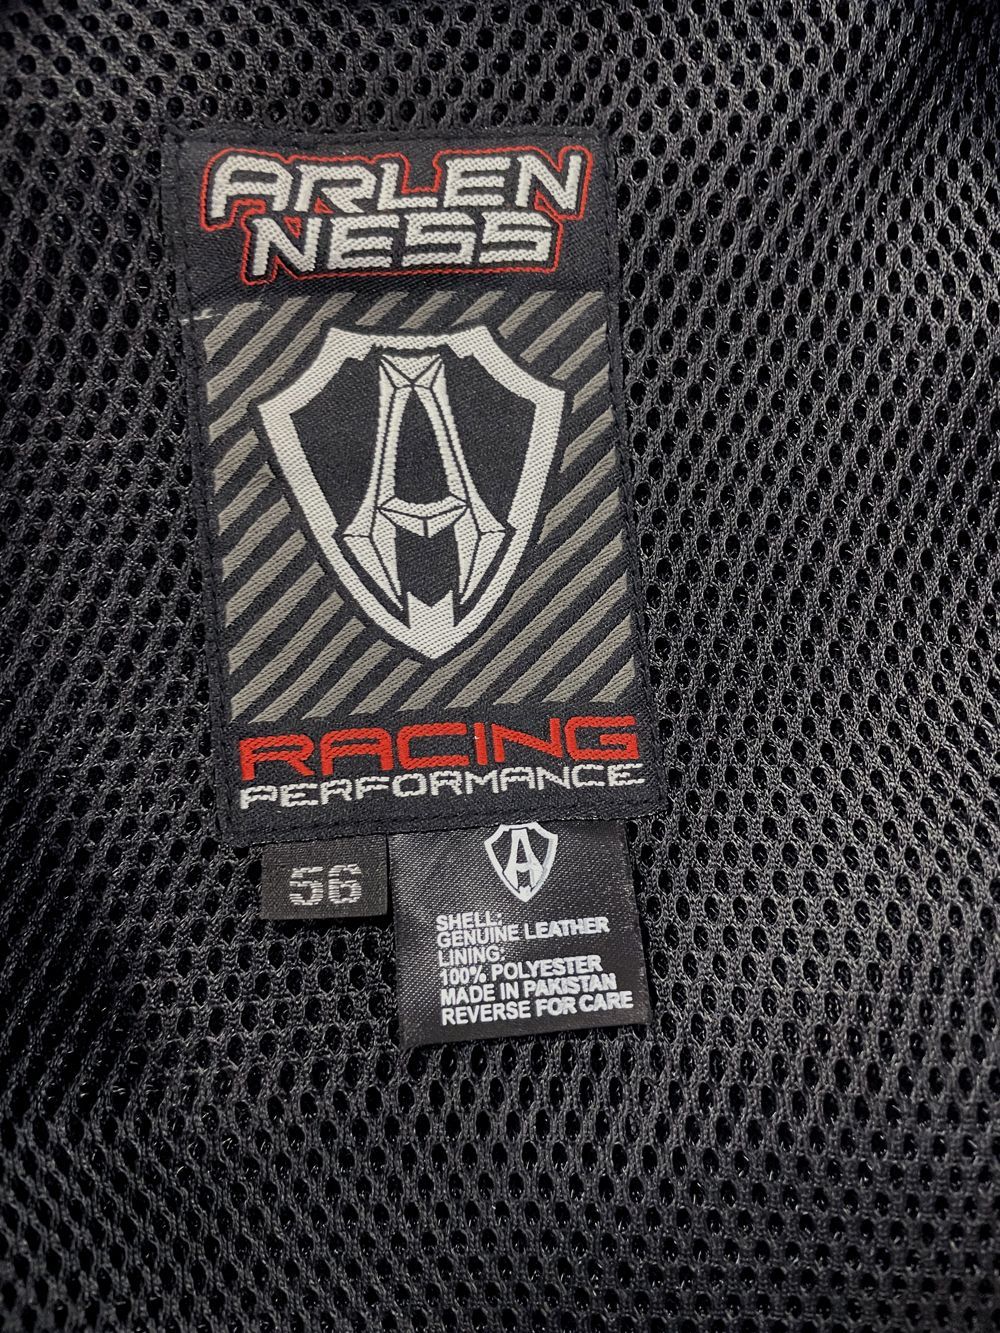 ARLEN
NESS
RACING
PERFORMANCE
56
SHELL:
GENUINE LEATHER
LINING:
100% POLYESTER
MADE IN PAKISTAN
REVERSE FOR CARE